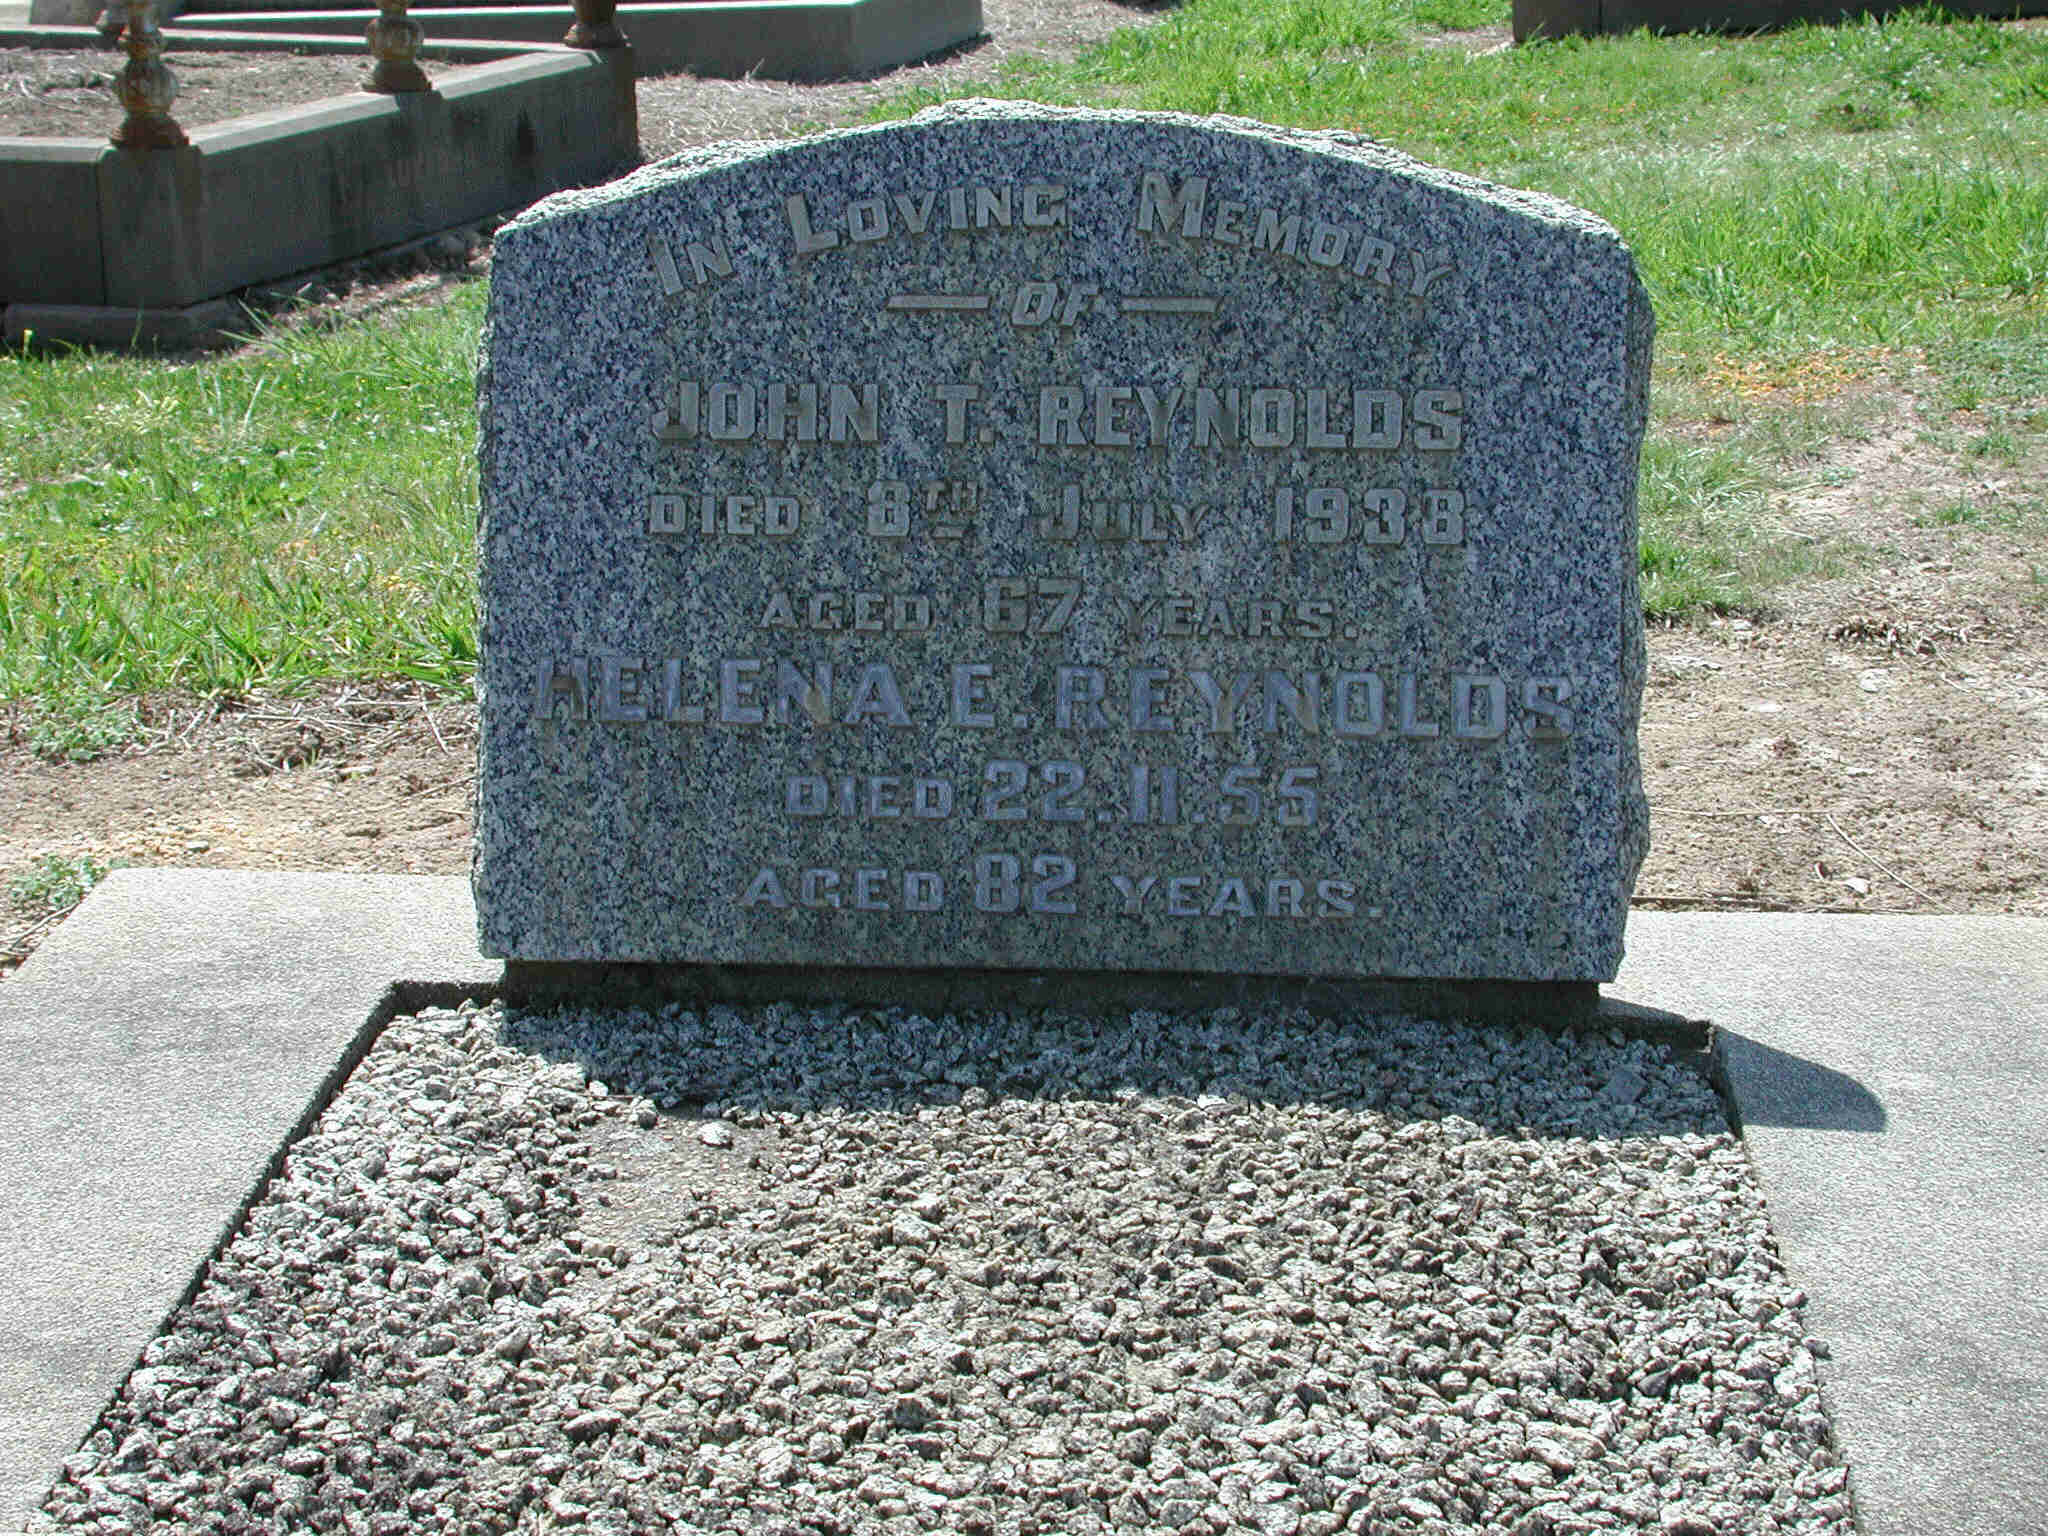 In Loving Memory
OF
JOHN T. REYNOLDS
DIED 8TH JULY 1938
AGED 67 YEARS.
HELENA E. REYNOLDS
DIED 22.11.55
AGED 82 YEARS.